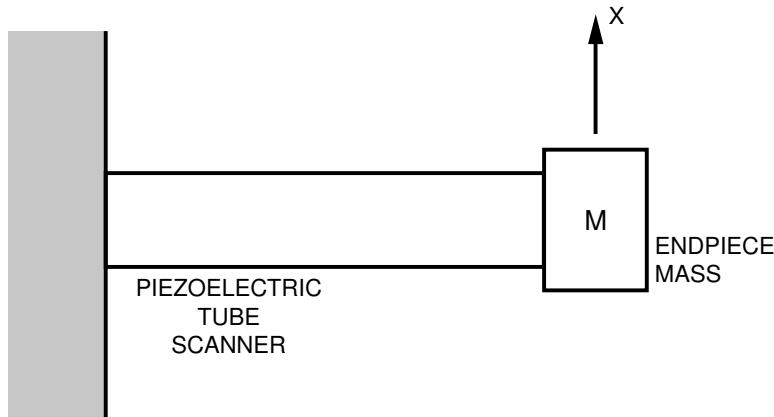 X
M
ENDPIECE
MASS
PIEZOELECTRIC
TUBE
SCANNER